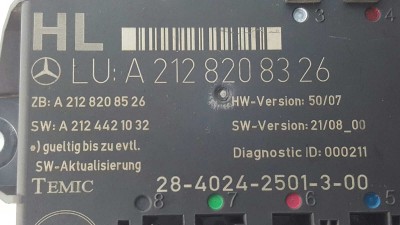 3 4
HL
LU: A 212 820 83 26
ZB: A 212 820 85 26 HW-Version: 50/07
SW: A 212 442 10 32 SW-Version: 21/08_00
*) gueltig bis zu evtl. Diagnostic ID: 000211
SW-Aktualisierung
TEMIC 28-4024-2501-3-00
8 7 6 5